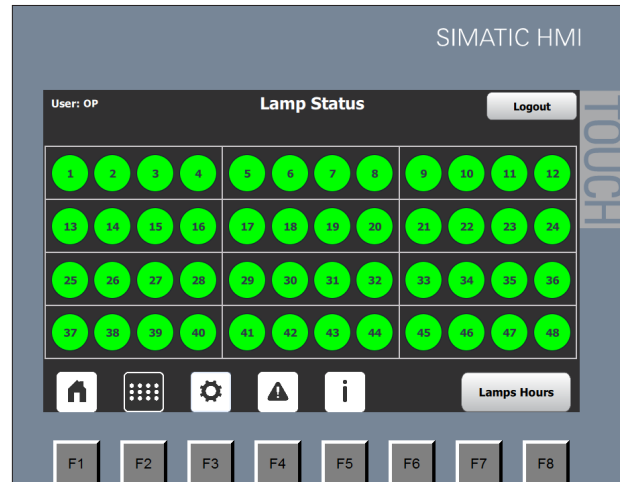 SIMATIC HMI
TOUCH
User: OP
Lamp Status
Logout
1 2 3 4 5 6 7 8 9 10 11 12
13 14 15 16 17 18 19 20 21 22 23 24
25 26 27 28 29 30 31 32 33 34 35 36
37 38 39 40 41 42 43 44 45 46 47 48
i
Lamps Hours
F1 F2 F3 F4 F5 F6 F7 F8